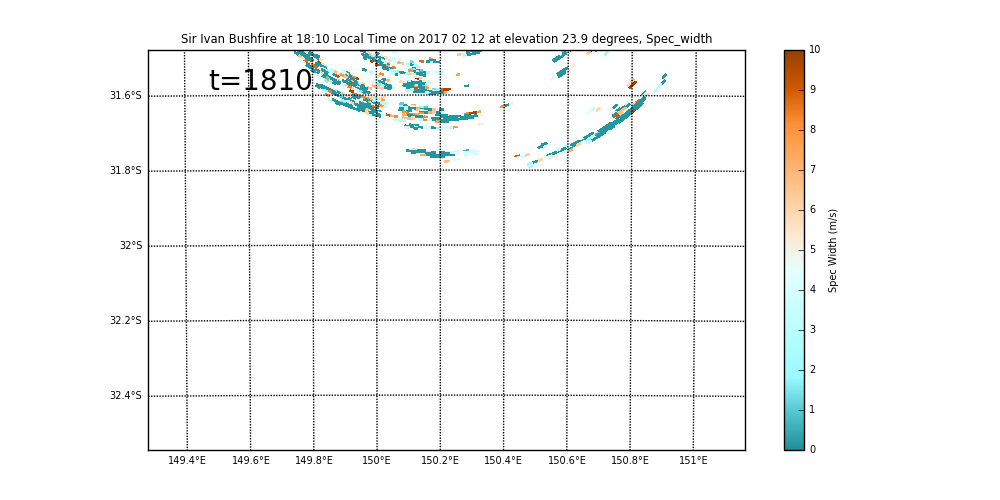 Sir Ivan Bushfire at 18:10 Local Time on 2017 02 12 at elevation 23.9 degrees, Spec_width
t=1810
31.6°S
31.8°S
32°S
32.2°S
32.4°S
149.4°E 149.6°E 149.8°E 150°E 150.2°E 150.4°E 150.6°E 150.8°E 151°E
10
9
8
7
6
5
4
3
2
1
0
Spec Width (m/s)